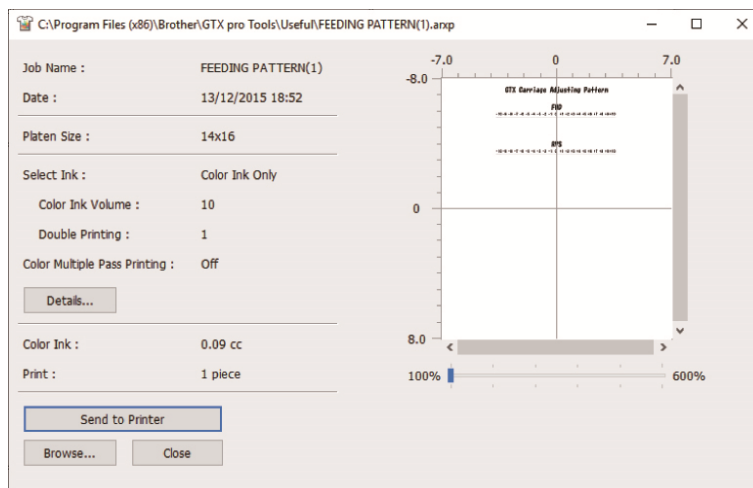 C:\Program Files (x86)\Brother\GTX pro Tools\Useful\FEEDING PATTERN(1).arxp
Job Name : FEEDING PATTERN(1)
Date : 13/12/2015 18:52
Platen Size : 14x16
Select Ink : Color Ink Only
Color Ink Volume : 10
Double Printing : 1
Color Multiple Pass Printing : Off
Details...
Color Ink : 0.09 cc
Print : 1 piece
Send to Printer
Browse... Close
-7.0 0 7.0
-8.0
GTX Carriage Adjusting Pattern
FWD
0
8.0
100% 600%